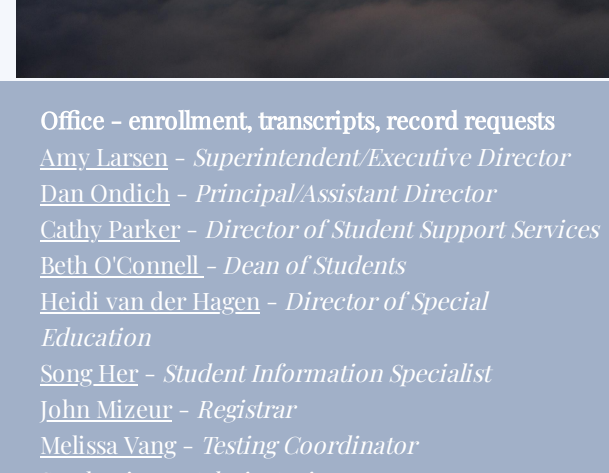 Office - enrollment, transcripts, record requests
Amy Larsen - Superintendent/Executive Director
Dan Ondich - Principal/Assistant Director
Cathy Parker - Director of Student Support Services
Beth O'Connell - Dean of Students
Heidi van der Hagen - Director of Special
Education
Song Her - Student Information Specialist
John Mizeur - Registrar
Melissa Vang - Testing Coordinator